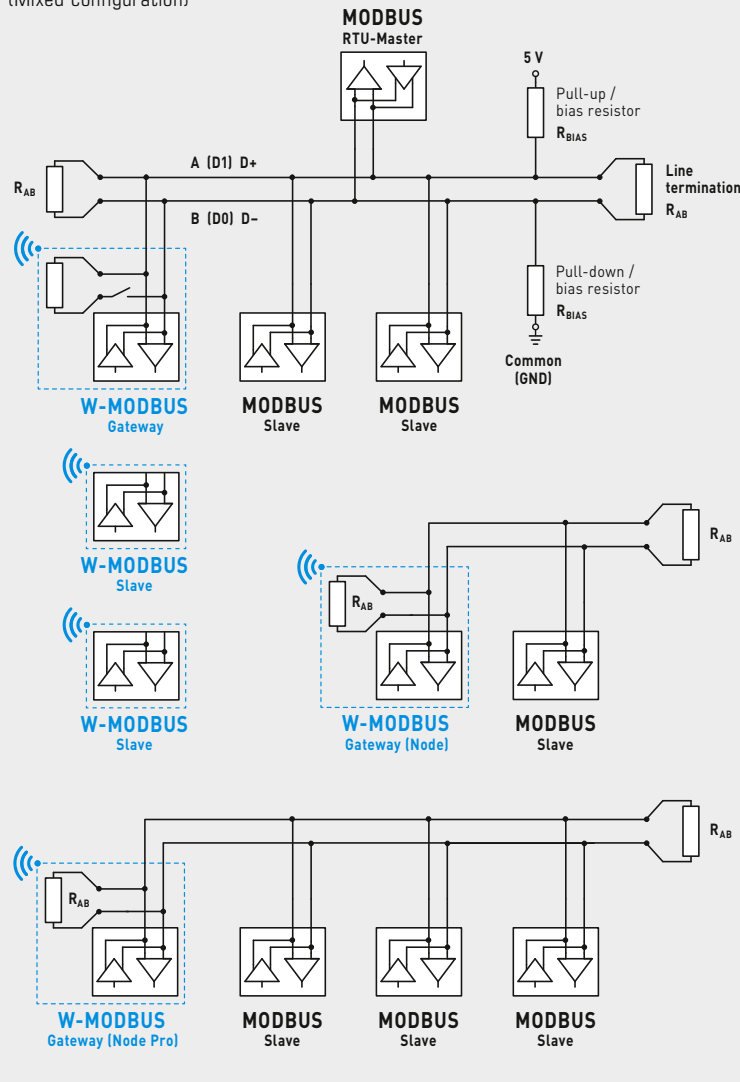 (Mixed configuration)
MODBUS
RTU-Master
5 V
Pull-up /
bias resistor
RBIAS
A (D1) D+
RAB
Line
termination
RAB
B (D0) D–
Pull-down /
bias resistor
RBIAS
Common
(GND)
W-MODBUS
Gateway
MODBUS
Slave
MODBUS
Slave
W-MODBUS
Slave
RAB
RAB
W-MODBUS
Slave
W-MODBUS
Gateway (Node)
MODBUS
Slave
RAB
RAB
W-MODBUS
Gateway (Node Pro)
MODBUS
Slave
MODBUS
Slave
MODBUS
Slave